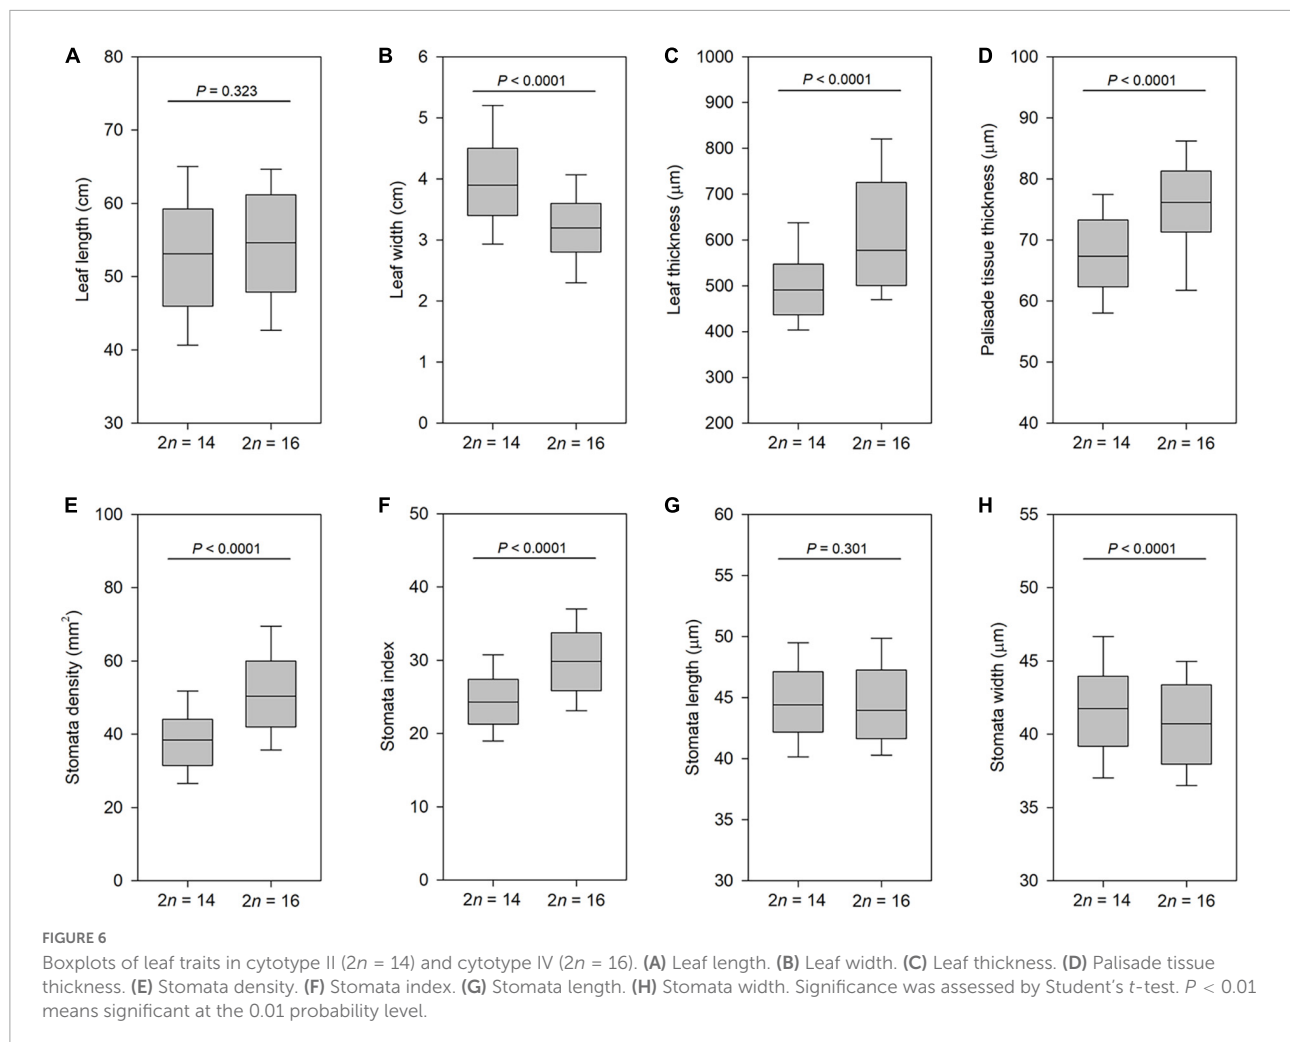 A
80
70
60
50
40
30
Leaf length (cm)
P = 0.323
2n = 14
2n = 16
B
6
5
4
3
2
1
0
Leaf width (cm)
P < 0.0001
2n = 14
2n = 16
C
1000
900
800
700
600
500
400
300
200
Leaf thickness (μm)
P < 0.0001
2n = 14
2n = 16
D
100
90
80
70
60
50
40
Palisade tissue thickness (μm)
P < 0.0001
2n = 14
2n = 16
E
100
80
60
40
20
0
Stomata density (mm²)
P < 0.0001
2n = 14
2n = 16
F
50
40
30
20
10
0
Stomata index
P < 0.0001
2n = 14
2n = 16
G
60
55
50
45
40
35
30
Stomata length (μm)
P = 0.301
2n = 14
2n = 16
H
55
50
45
40
35
30
Stomata width (μm)
P < 0.0001
2n = 14
2n = 16
FIGURE 6
Boxplots of leaf traits in cytotype II (2n = 14) and cytotype IV (2n = 16). (A) Leaf length. (B) Leaf width. (C) Leaf thickness. (D) Palisade tissue
thickness. (E) Stomata density. (F) Stomata index. (G) Stomata length. (H) Stomata width. Significance was assessed by Student's t-test. P < 0.01
means significant at the 0.01 probability level.